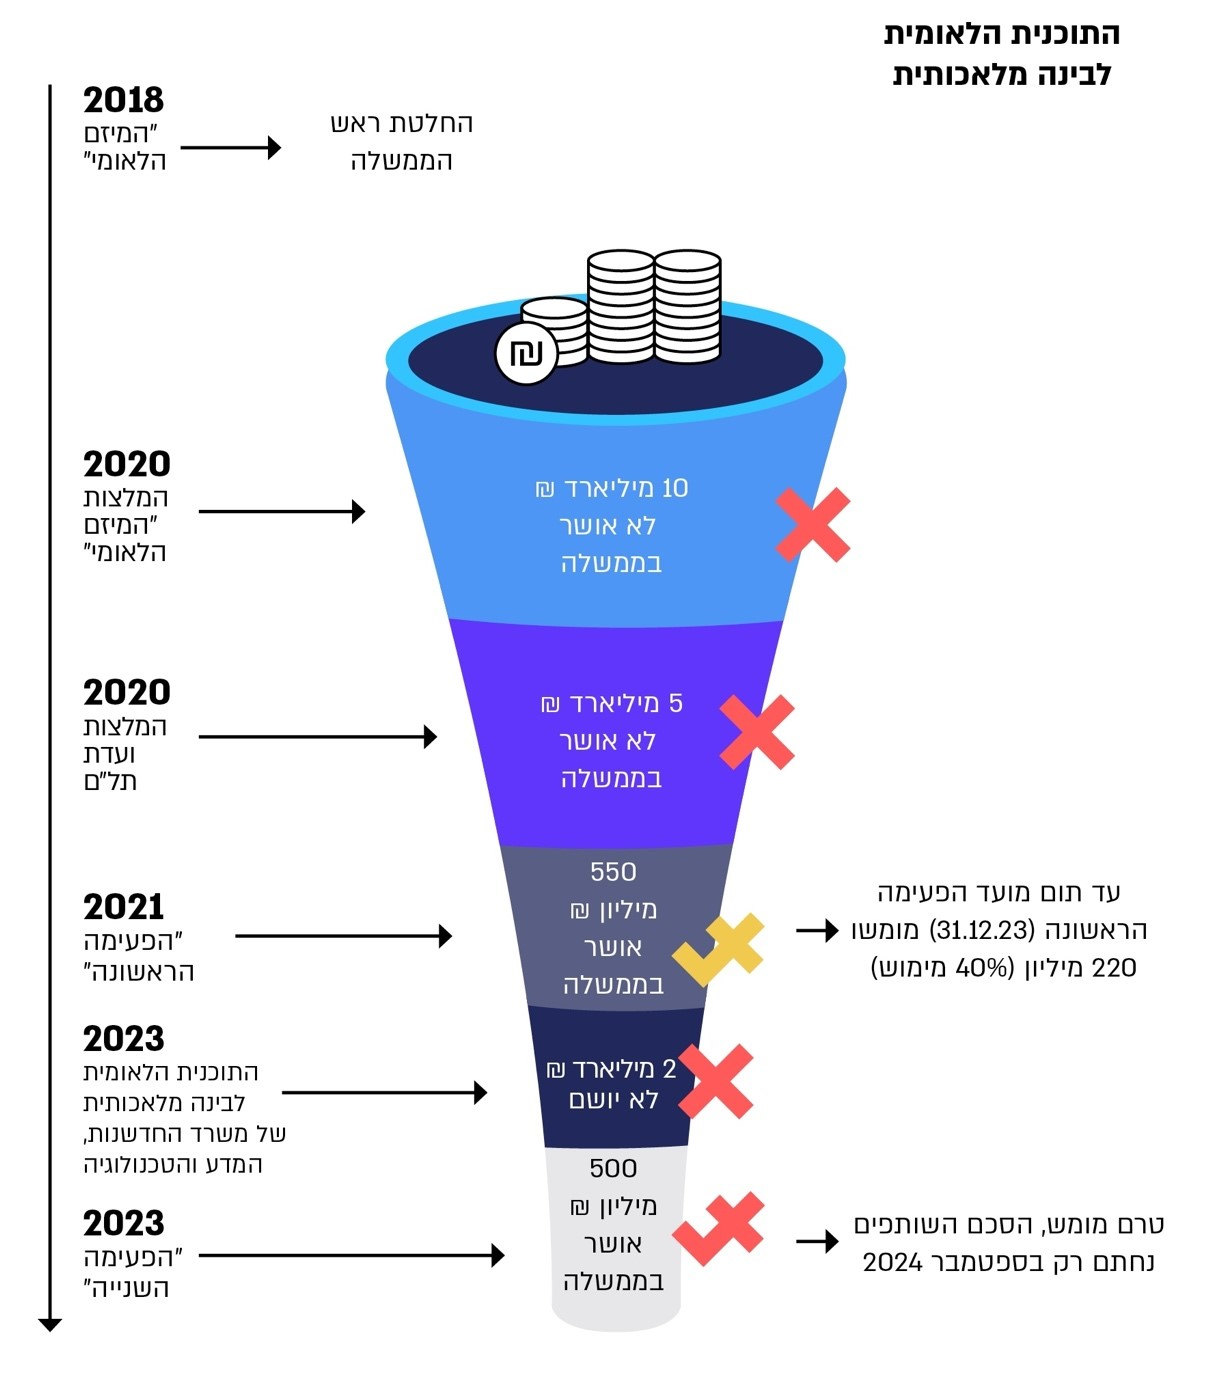 התוכנית הלאומית
לבינה מלאכותית
2018
"המיזם
הלאומי"
החלטת ראש
הממשלה
₪
2020
המלצות
"המיזם
הלאומי"
10 מיליארד ₪
לא אושר
בממשלה
2020
המלצות
ועדת
תל"ם
5 מיליארד ₪
לא אושר
בממשלה
2021
"הפעימה
הראשונה"
550
מיליון ₪
אושר
בממשלה
עד תום מועד הפעימה
הראשונה (31.12.23) מומשו
220 מיליון (40% מימוש)
2023
התוכנית הלאומית
לבינה מלאכותית
של משרד החדשנות,
המדע והטכנולוגיה
2 מיליארד ₪
לא יושם
2023
"הפעימה
השנייה"
500
מיליון ₪
אושר
בממשלה
טרם מומש, הסכם השותפים
נחתם רק בספטמבר 2024